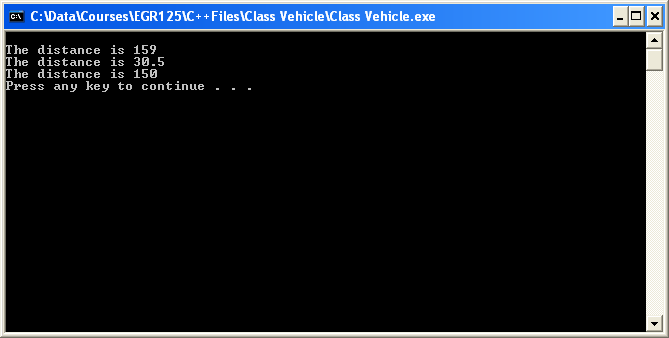 C:\Data\Courses\EGR125\C++Files\Class Vehicle\Class Vehicle.exe
The distance is 159
The distance is 30.5
The distance is 150
Press any key to continue . . .